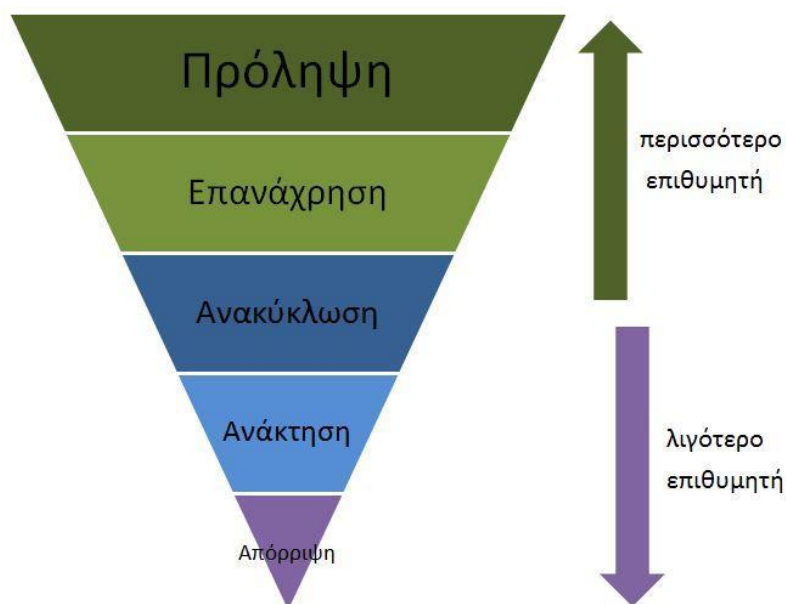 Πρόληψη
Επανάχρηση
Ανακύκλωση
Ανάκτηση
Απόρριψη
περισσότερο
επιθυμητή
λιγότερο
επιθυμητή